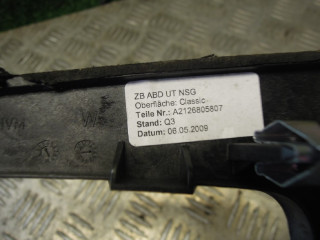 ZB ABD UT NSG
Oberfläche: Classic
Teile Nr.: A2126805807
Stand: Q3
Datum: 06.05.2009